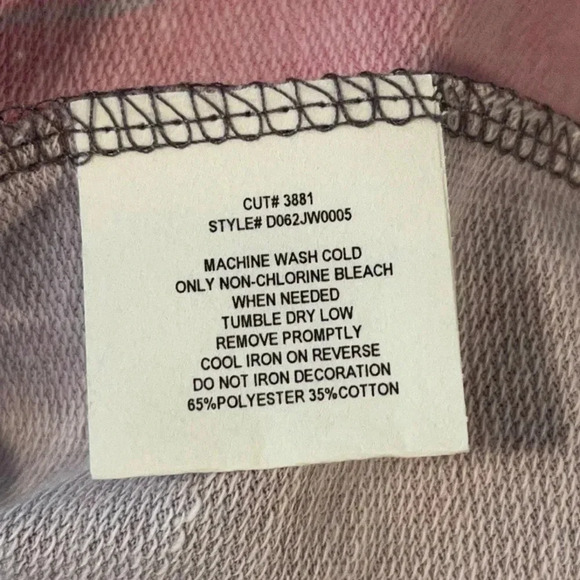 CUT# 3881
STYLE# D062JW0005
MACHINE WASH COLD
ONLY NON-CHLORINE BLEACH
WHEN NEEDED
TUMBLE DRY LOW
REMOVE PROMPTLY
COOL IRON ON REVERSE
DO NOT IRON DECORATION
65%POLYESTER 35%COTTON